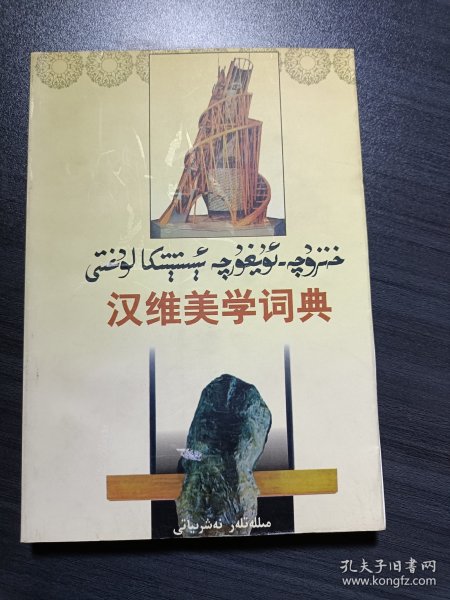 خەنزۇچە-ئۇيغۇرچە ئېستېتىكا لۇغىتى
汉维美学词典
مىللەتلەر نەشرىياتى
孔夫子旧书网
www.kongfz.com